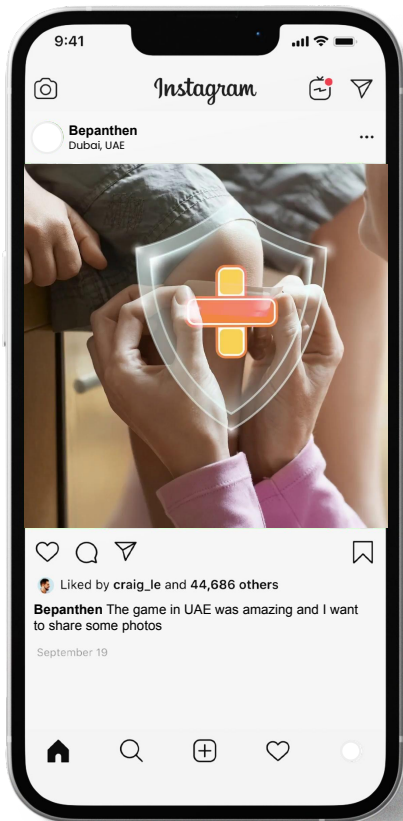 9:41
Instagram
Bepanthen
Dubai, UAE
Liked by craig_le and 44,686 others
Bepanthen The game in UAE was amazing and I want
to share some photos
September 19